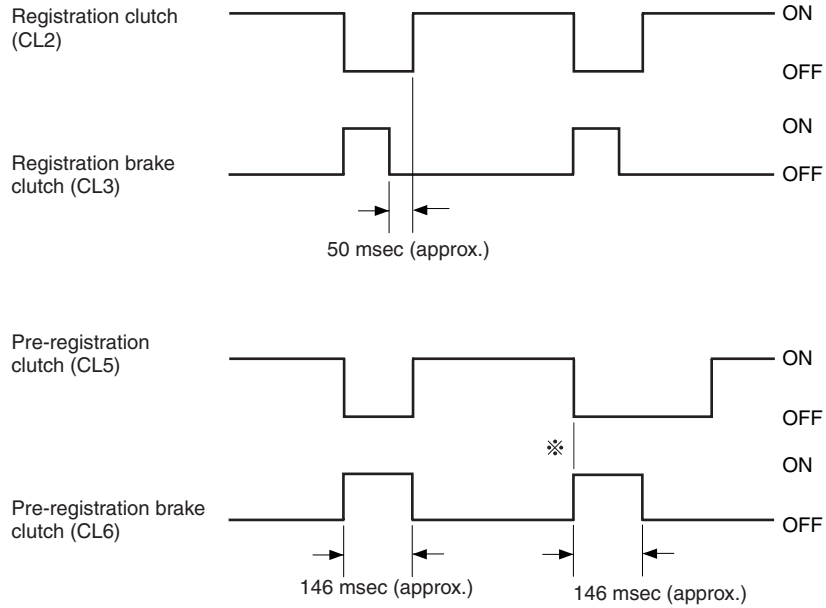 Registration clutch
(CL2)
ON
OFF
ON
Registration brake
clutch (CL3)
OFF
50 msec (approx.)
Pre-registration
clutch (CL5)
ON
OFF
※
ON
Pre-registration brake
clutch (CL6)
OFF
146 msec (approx.)
146 msec (approx.)